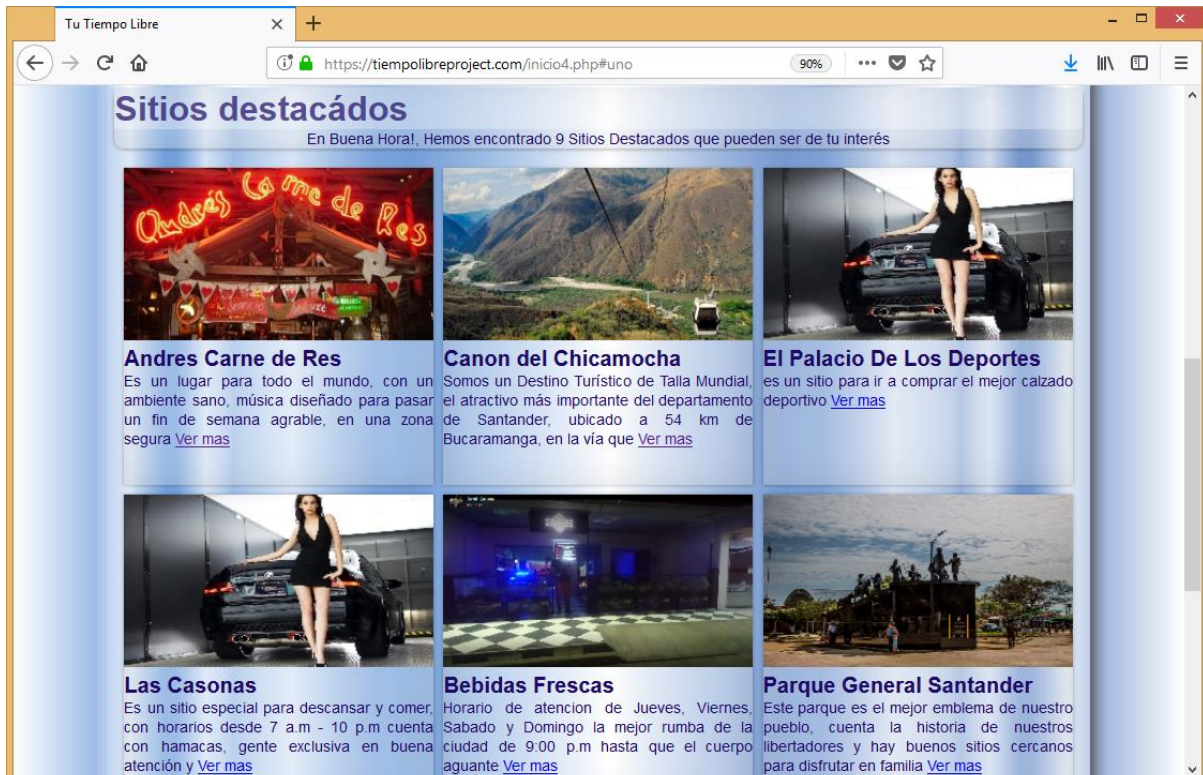 Tu Tiempo Libre
https://tiempolibreproject.com/inicio4.php#uno
90%
Sitios destacádos
En Buena Hora!, Hemos encontrado 9 Sitios Destacados que pueden ser de tu interés
Andrés Carne de Res
Andres Carne de Res
Es un lugar para todo el mundo, con un
ambiente sano, música diseñado para pasar
un fin de semana agrable, en una zona
segura Ver mas
Canon del Chicamocha
Somos un Destino Turístico de Talla Mundial,
el atractivo más importante del departamento
de Santander, ubicado a 54 km de
Bucaramanga, en la vía que Ver mas
El Palacio De Los Deportes
es un sitio para ir a comprar el mejor calzado
deportivo Ver mas
Las Casonas
Es un sitio especial para descansar y comer,
con horarios desde 7 a.m - 10 p.m cuenta
con hamacas, gente exclusiva en buena
atención y Ver mas
Bebidas Frescas
Horario de atencion de Jueves, Viernes,
Sabado y Domingo la mejor rumba de la
ciudad de 9:00 p.m hasta que el cuerpo
aguante Ver mas
Parque General Santander
Este parque es el mejor emblema de nuestro
pueblo, cuenta la historia de nuestros
libertadores y hay buenos sitios cercanos
para disfrutar en familia Ver mas